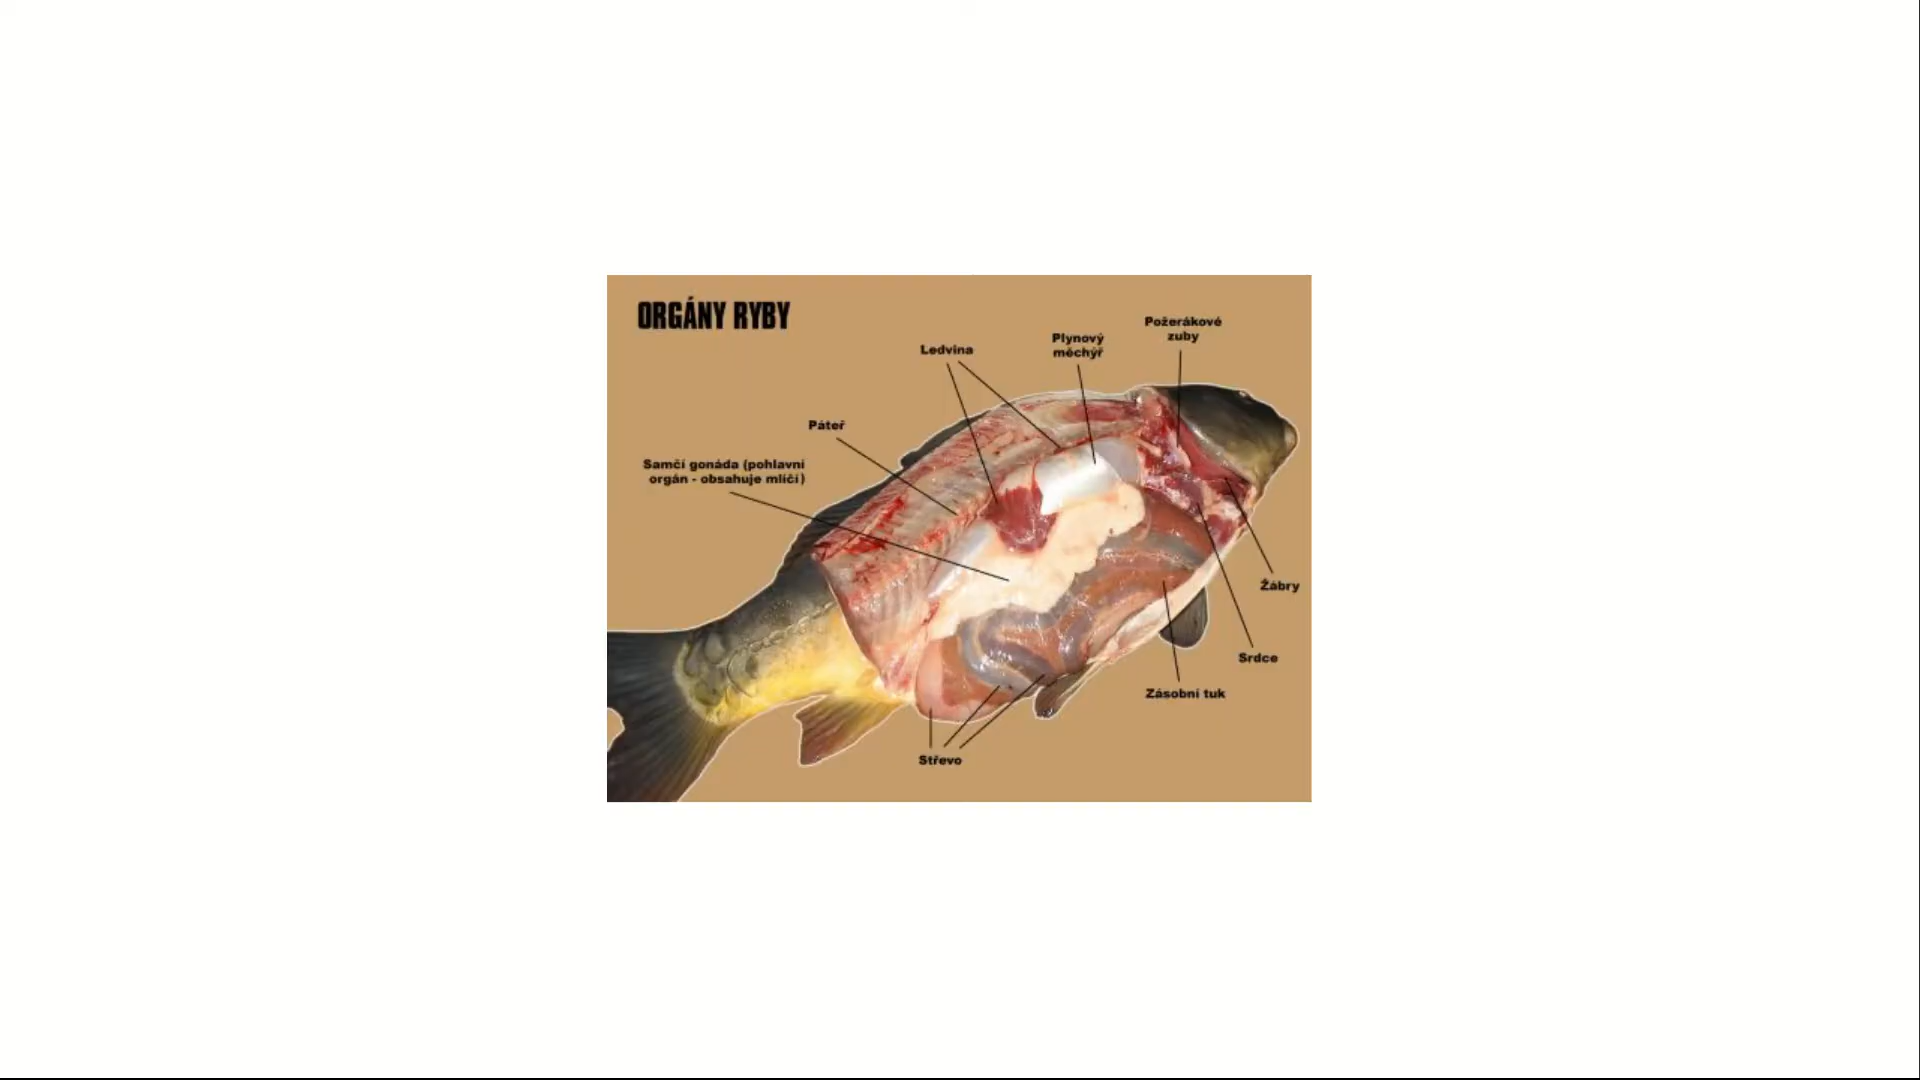 ORGÁNY RYBY
Požerákové
zuby
Plynový
měchýř
Ledvina
Páteř
Samčí gonáda (pohlavní
orgán - obsahuje mlíčí)
Žábry
Srdce
Zásobní tuk
Střevo